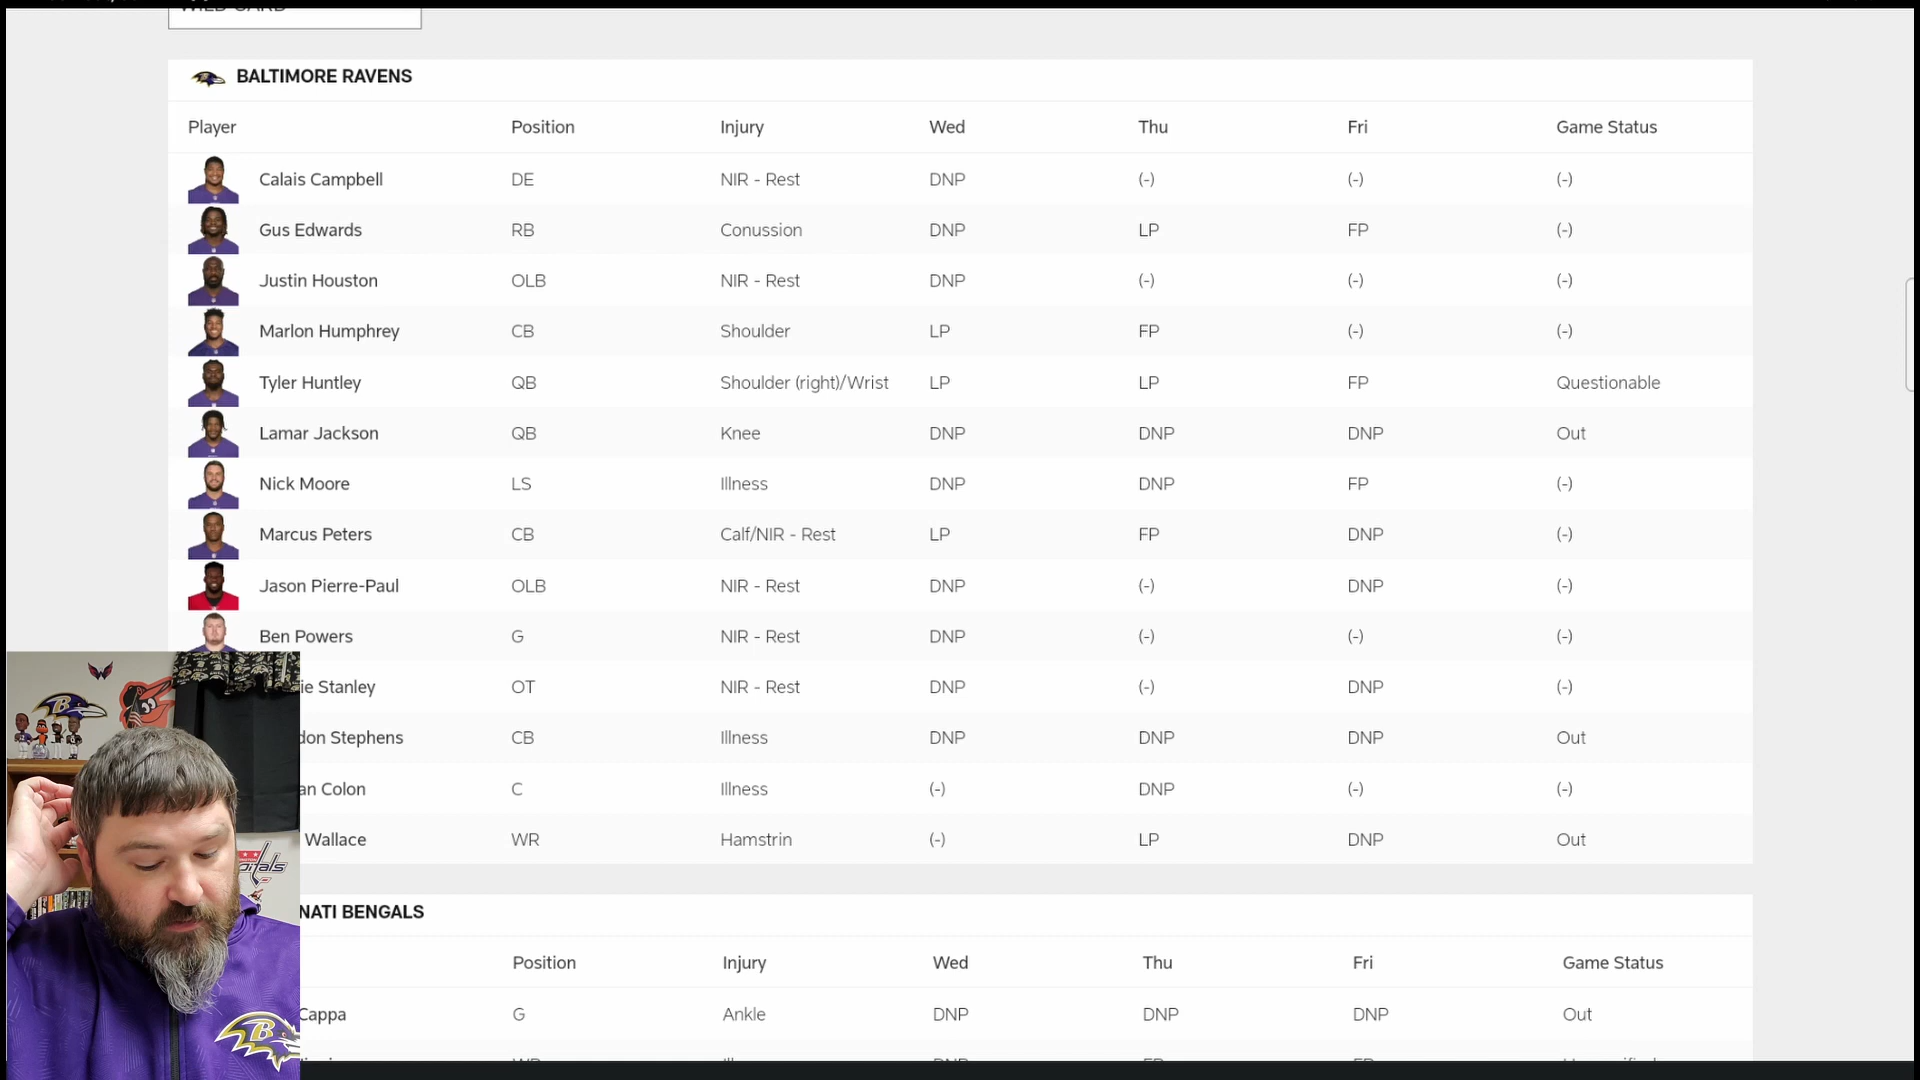 WILD CARD
BALTIMORE RAVENS
Player Position Injury Wed Thu Fri Game Status
Calais Campbell DE NIR - Rest DNP (-) (-) (-)
Gus Edwards RB Conussion DNP LP FP (-)
Justin Houston OLB NIR - Rest DNP (-) (-) (-)
Marlon Humphrey CB Shoulder LP FP (-) (-)
Tyler Huntley QB Shoulder (right)/Wrist LP LP FP Questionable
Lamar Jackson QB Knee DNP DNP DNP Out
Nick Moore LS Illness DNP DNP FP (-)
Marcus Peters CB Calf/NIR - Rest LP FP DNP (-)
Jason Pierre-Paul OLB NIR - Rest DNP (-) DNP (-)
Ben Powers G NIR - Rest DNP (-) (-) (-)
ie Stanley OT NIR - Rest DNP (-) DNP (-)
don Stephens CB Illness DNP DNP DNP Out
an Colon C Illness (-) DNP (-) (-)
Wallace WR Hamstrin (-) LP DNP Out
NATI BENGALS
Position Injury Wed Thu Fri Game Status
Cappa G Ankle DNP DNP DNP Out